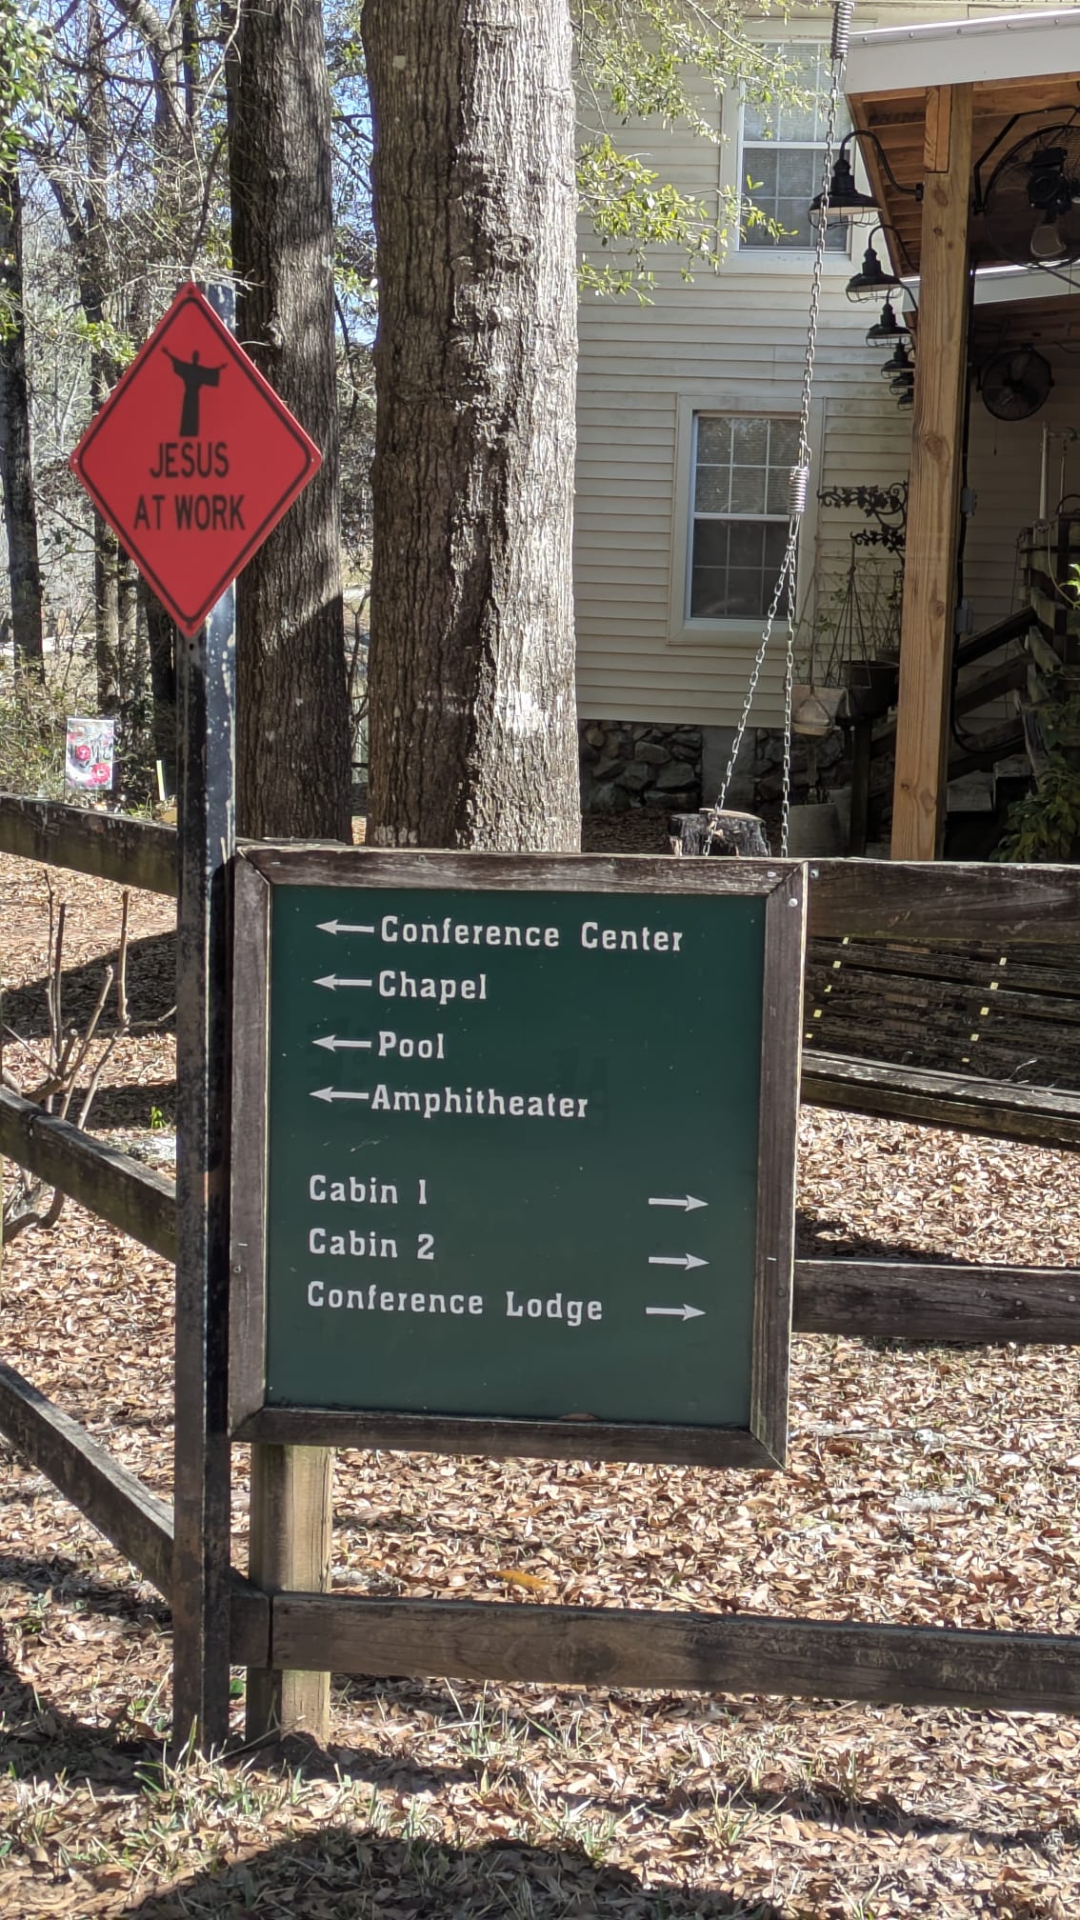 JESUS
AT WORK
←Conference Center
←Chapel
←Pool
←Amphitheater
Cabin 1 →
Cabin 2 →
Conference Lodge →